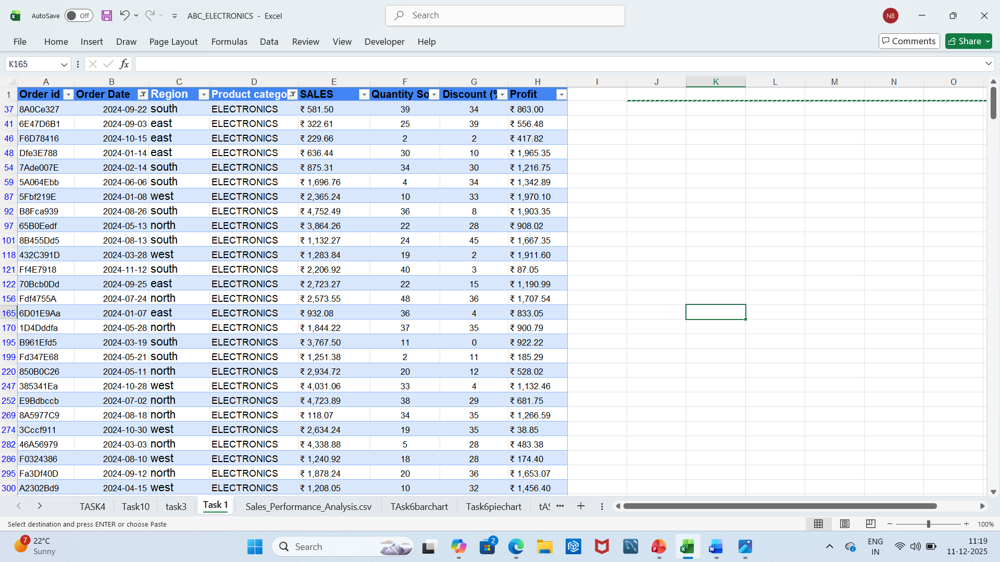 AutoSave Off ABC_ELECTRONICS - Excel Search NB
File Home Insert Draw Page Layout Formulas Data Review View Developer Help Comments Share
K165 fx
A B C D E F G H I J K L M N O
1 Order id Order Date Region Product catego SALES Quantity So Discount (% Profit
37 8A0Ce327 2024-09-22 south ELECTRONICS ₹ 581.50 39 34 ₹ 863.00
41 6E47D6B1 2024-09-03 east ELECTRONICS ₹ 322.61 25 39 ₹ 556.48
46 F6D78416 2024-10-15 east ELECTRONICS ₹ 229.66 2 2 ₹ 417.82
48 Dfe3E788 2024-01-14 east ELECTRONICS ₹ 636.44 30 10 ₹ 1,965.35
54 7Ade007E 2024-02-14 south ELECTRONICS ₹ 875.31 34 30 ₹ 1,216.75
59 5A064Ebb 2024-06-06 south ELECTRONICS ₹ 1,696.76 4 34 ₹ 1,342.89
87 5Fbf219E 2024-01-08 west ELECTRONICS ₹ 2,365.24 10 33 ₹ 1,970.10
92 B8Fca939 2024-08-26 south ELECTRONICS ₹ 4,752.49 36 8 ₹ 1,903.35
97 65B0Eedf 2024-05-13 north ELECTRONICS ₹ 3,864.26 22 28 ₹ 908.02
101 8B455Dd5 2024-08-13 south ELECTRONICS ₹ 1,132.27 24 45 ₹ 1,667.35
118 432C391D 2024-03-28 west ELECTRONICS ₹ 1,283.84 19 2 ₹ 1,911.60
121 Ff4E7918 2024-11-12 south ELECTRONICS ₹ 2,206.92 40 3 ₹ 87.05
122 70Bcb0Dd 2024-09-25 east ELECTRONICS ₹ 2,723.27 22 15 ₹ 1,190.99
156 Fdf4755A 2024-07-24 north ELECTRONICS ₹ 2,573.55 48 36 ₹ 1,707.54
165 6D01E9Aa 2024-01-07 east ELECTRONICS ₹ 932.08 36 4 ₹ 833.05
170 1D4Dddfa 2024-05-28 north ELECTRONICS ₹ 1,844.22 37 35 ₹ 900.79
195 B961Efd5 2024-03-19 south ELECTRONICS ₹ 3,767.50 11 0 ₹ 922.22
199 Fd347E68 2024-05-21 south ELECTRONICS ₹ 1,251.38 2 11 ₹ 185.29
220 850B0C26 2024-05-11 north ELECTRONICS ₹ 2,934.72 20 12 ₹ 528.02
247 385341Ea 2024-10-28 west ELECTRONICS ₹ 4,031.06 33 4 ₹ 1,132.46
252 E9Bdbccb 2024-07-02 north ELECTRONICS ₹ 4,723.89 38 29 ₹ 681.75
269 8A5977C9 2024-08-18 north ELECTRONICS ₹ 118.07 34 35 ₹ 1,266.59
274 3Cccf911 2024-10-30 west ELECTRONICS ₹ 2,634.24 19 35 ₹ 38.85
282 46A56979 2024-03-03 north ELECTRONICS ₹ 4,338.88 5 28 ₹ 483.38
286 F0324386 2024-08-10 west ELECTRONICS ₹ 1,240.92 18 28 ₹ 174.40
295 Fa3Df40D 2024-09-12 north ELECTRONICS ₹ 1,878.24 20 36 ₹ 1,653.07
300 A2302Bd9 2024-04-15 west ELECTRONICS ₹ 1,208.05 10 32 ₹ 1,456.40
TASK4 Task10 task3 Task 1 Sales_Performance_Analysis.csv TAsk6barchart Task6piechart tAS ...
Select destination and press ENTER or choose Paste 100%
7 22°C Search 2 ENG 11:19
Sunny IN 11-12-2025